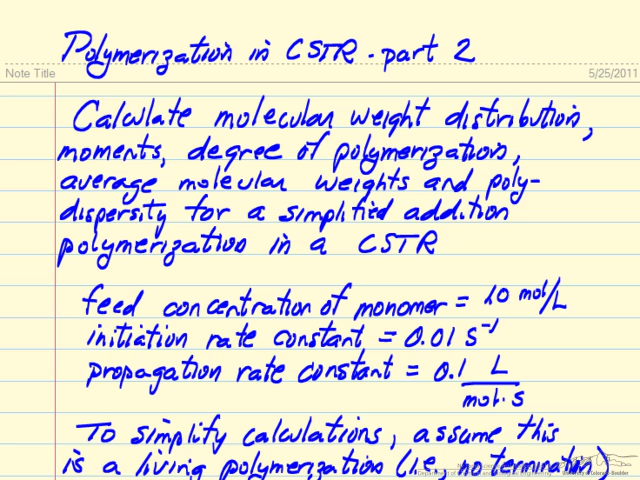 Polymerization in CSTR - part 2
Note Title
5/25/2011
Calculate molecular weight distribution,
moments, degree of polymerization,
average molecular weights and poly-
dispersity for a simplified addition
polymerization in a CSTR
feed concentration of monomer = 10 mol/L
initiation rate constant = 0.01 s⁻¹
propagation rate constant = 0.1 L
mol·s
To simplify calculations, assume this
is a living polymerization (i.e., no termination)